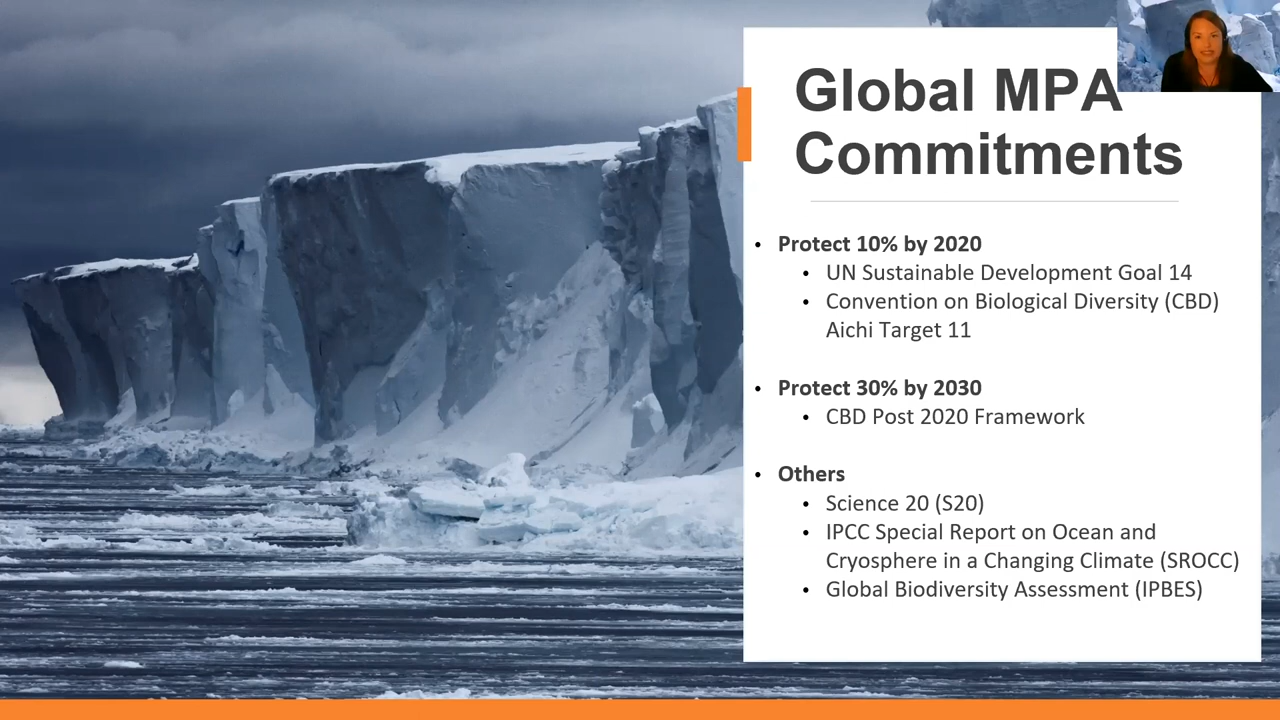 Global MPA
Commitments
• Protect 10% by 2020
• UN Sustainable Development Goal 14
• Convention on Biological Diversity (CBD)
Aichi Target 11
• Protect 30% by 2030
• CBD Post 2020 Framework
• Others
• Science 20 (S20)
• IPCC Special Report on Ocean and
Cryosphere in a Changing Climate (SROCC)
• Global Biodiversity Assessment (IPBES)